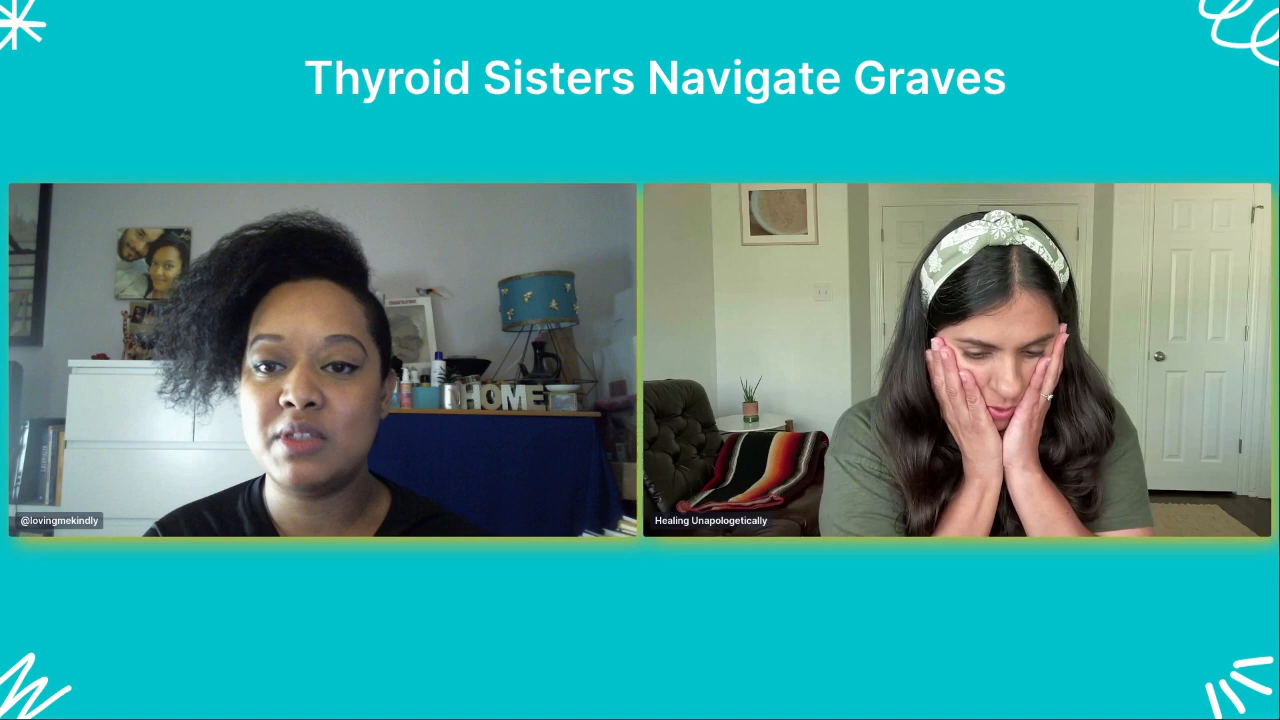 Thyroid Sisters Navigate Graves
HOME
@lovingmekindly
Healing Unapologetically